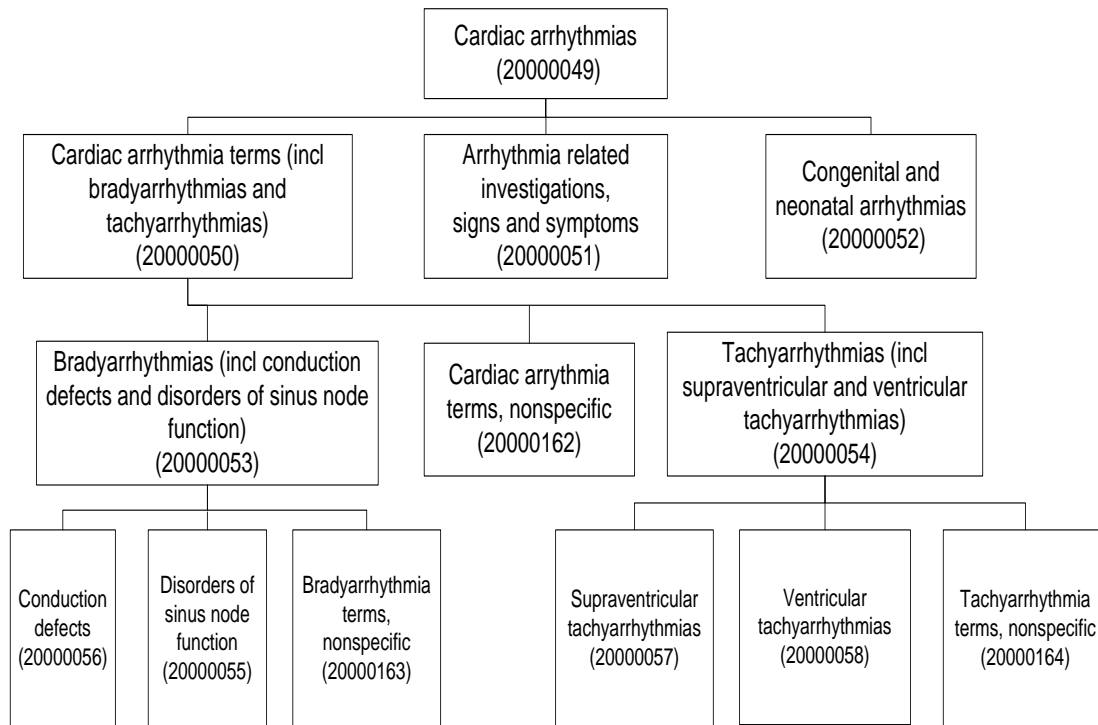 Cardiac arrhythmias
(20000049)
Cardiac arrhythmia terms (incl
bradyarrhythmias and
tachyarrhythmias)
(20000050)
Arrhythmia related
investigations,
signs and symptoms
(20000051)
Congenital and
neonatal arrhythmias
(20000052)
Bradyarrhythmias (incl conduction
defects and disorders of sinus node
function)
(20000053)
Cardiac arrythmia
terms, nonspecific
(20000162)
Tachyarrhythmias (incl
supraventricular and ventricular
tachyarrhythmias)
(20000054)
Conduction
defects
(20000056)
Disorders of
sinus node
function
(20000055)
Bradyarrhythmia
terms,
nonspecific
(20000163)
Supraventricular
tachyarrhythmias
(20000057)
Ventricular
tachyarrhythmias
(20000058)
Tachyarrhythmia
terms, nonspecific
(20000164)